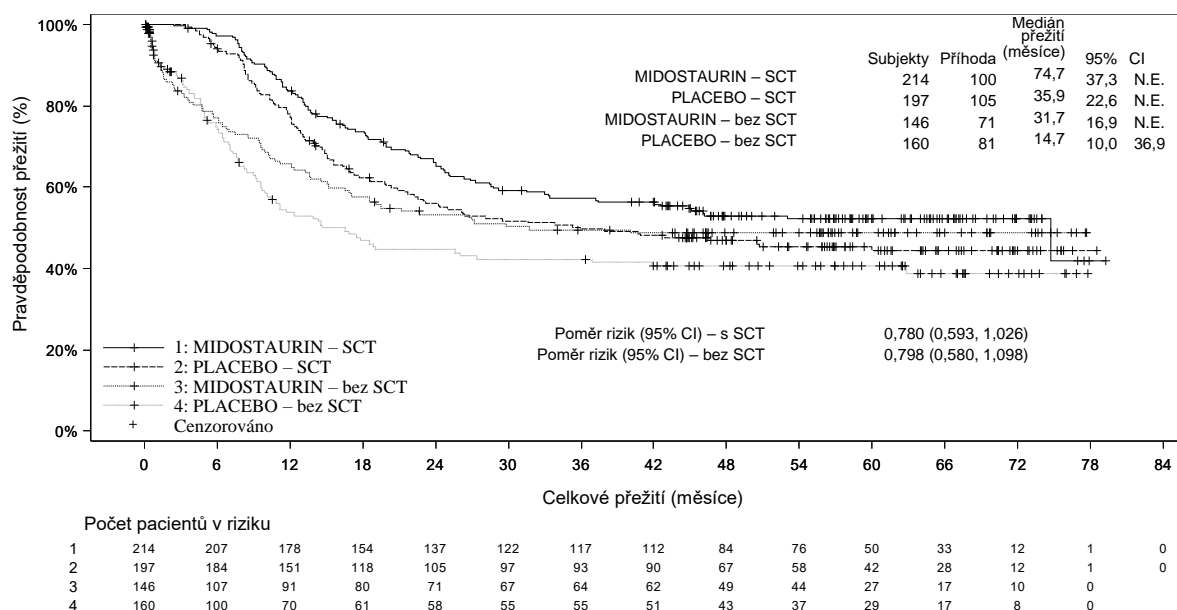 100%
80%
60%
40%
20%
0%
Pravděpodobnost přežití (%)
Subjekty Příhoda Medián přežití (měsíce) 95% CI
MIDOSTAURIN – SCT 214 100 74,7 37,3 N.E.
PLACEBO – SCT 197 105 35,9 22,6 N.E.
MIDOSTAURIN – bez SCT 146 71 31,7 16,9 N.E.
PLACEBO – bez SCT 160 81 14,7 10,0 36,9
Poměr rizik (95% CI) – s SCT 0,780 (0,593, 1,026)
Poměr rizik (95% CI) – bez SCT 0,798 (0,580, 1,098)
1: MIDOSTAURIN – SCT
2: PLACEBO – SCT
3: MIDOSTAURIN – bez SCT
4: PLACEBO – bez SCT
+ Cenzorováno
0 6 12 18 24 30 36 42 48 54 60 66 72 78 84
Celkové přežití (měsíce)
Počet pacientů v riziku
1 214 207 178 154 137 122 117 112 84 76 50 33 12 1 0
2 197 184 151 118 105 97 93 90 67 58 42 28 12 1 0
3 146 107 91 80 71 67 64 62 49 44 27 17 10 0
4 160 100 70 61 58 55 55 51 43 37 29 17 8 0